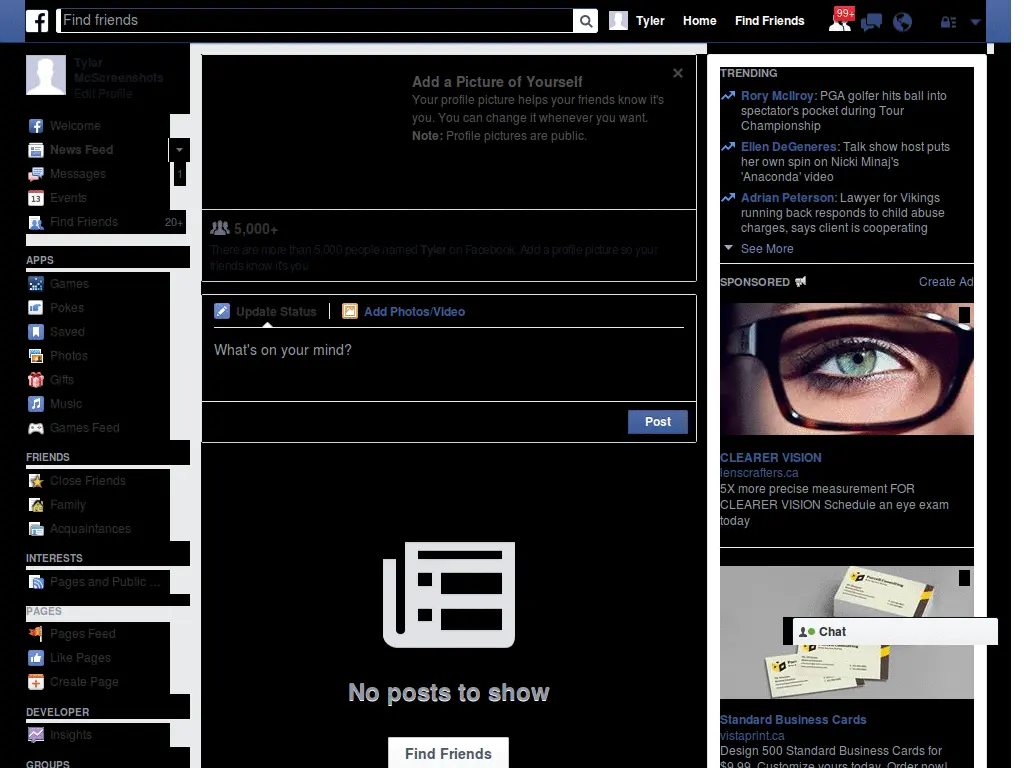 Find friends
Tyler
Home
Find Friends
99+
Tyler
McScreenshots
Edit Profile
Welcome
News Feed
Messages
1
Events
13
Find Friends
20+
APPS
Games
Pokes
Saved
Photos
Gifts
Music
Games Feed
FRIENDS
Close Friends
Family
Acquaintances
INTERESTS
Pages and Public ...
PAGES
Pages Feed
Like Pages
Create Page
DEVELOPER
Insights
GROUPS
Add a Picture of Yourself
Your profile picture helps your friends know it's
you. You can change it whenever you want.
Note: Profile pictures are public.
5,000+
There are more than 5,000 people named Tyler on Facebook. Add a profile picture so your
friends know it's you.
Update Status
Add Photos/Video
What's on your mind?
Post
No posts to show
Find Friends
TRENDING
Rory McIlroy: PGA golfer hits ball into
spectator's pocket during Tour
Championship
Ellen DeGeneres: Talk show host puts
her own spin on Nicki Minaj's
'Anaconda' video
Adrian Peterson: Lawyer for Vikings
running back responds to child abuse
charges, says client is cooperating
See More
SPONSORED
Create Ad
CLEARER VISION
lenscrafters.ca
5X more precise measurement FOR
CLEARER VISION Schedule an eye exam
today
Chat
Standard Business Cards
vistaprint.ca
Design 500 Standard Business Cards for
$9.99. Customize yours today. Order now!